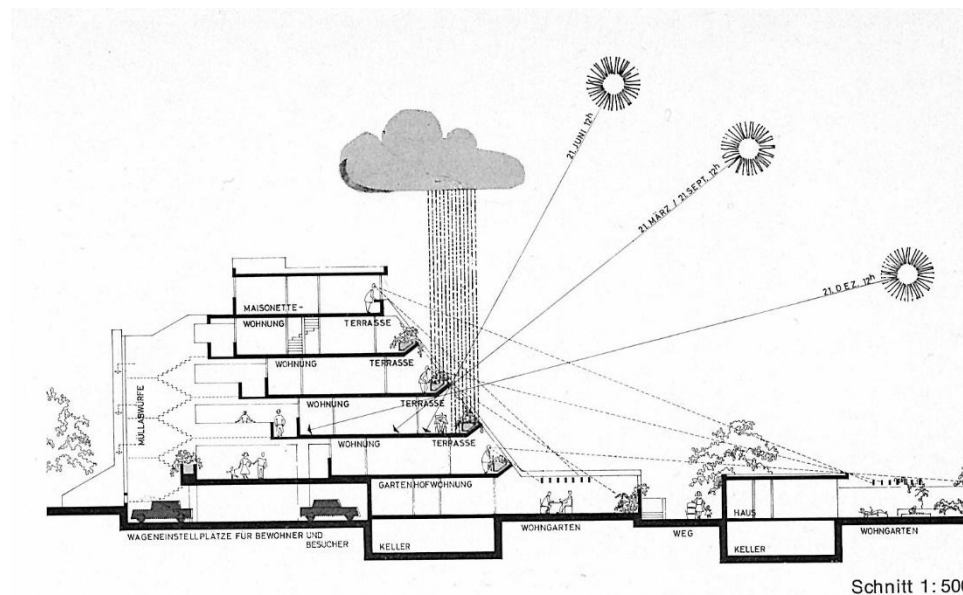 21. JUNI, 12h
21. MÄRZ / 21. SEPT. 12h
21. DEZ. 12h
MAISONETTE-
WOHNUNG
TERRASSE
WOHNUNG
TERRASSE
WOHNUNG
TERRASSE
WOHNUNG
TERRASSE
MÜLLABWÜRFE
GARTENHOFWOHNUNG
WAGENEINSTELLPLÄTZE FÜR BEWOHNER UND
BESUCHER
KELLER
WOHNGARTEN
WEG
HAUS
KELLER
WOHNGARTEN
Schnitt 1:500